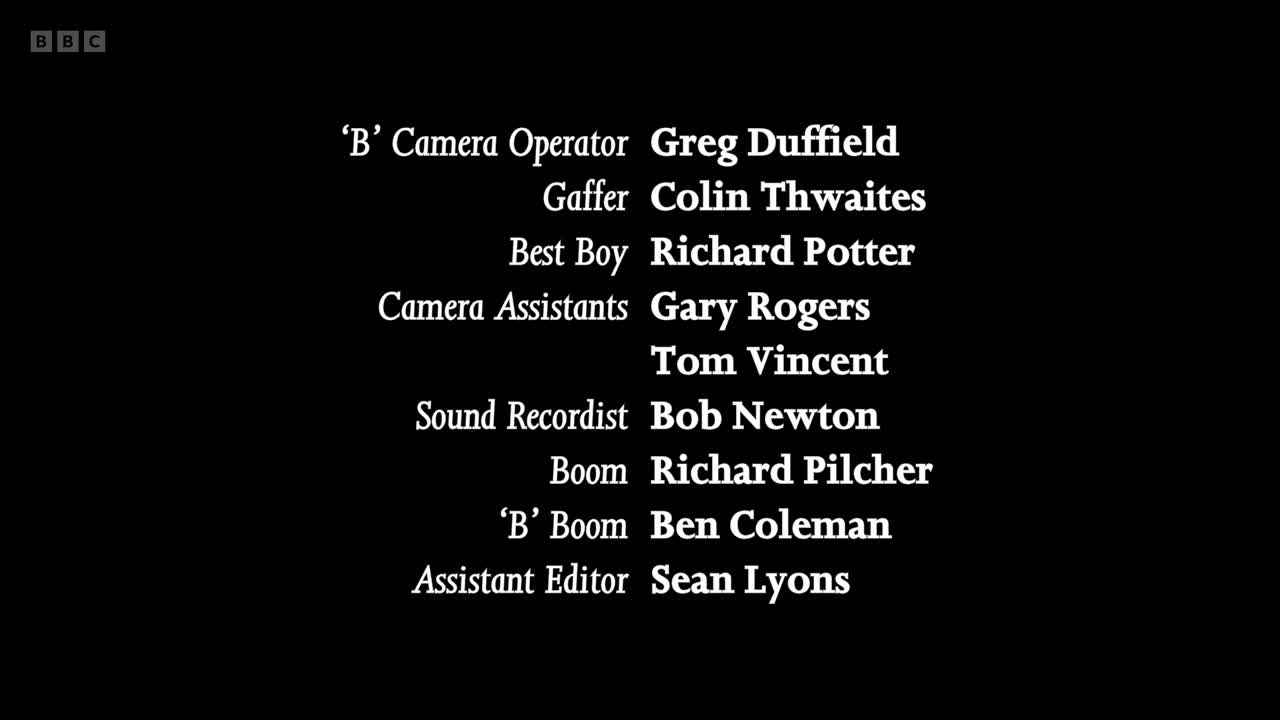 BBC
‘B’ Camera Operator Greg Duffield
Gaffer Colin Thwaites
Best Boy Richard Potter
Camera Assistants Gary Rogers
Tom Vincent
Sound Recordist Bob Newton
Boom Richard Pilcher
‘B’ Boom Ben Coleman
Assistant Editor Sean Lyons